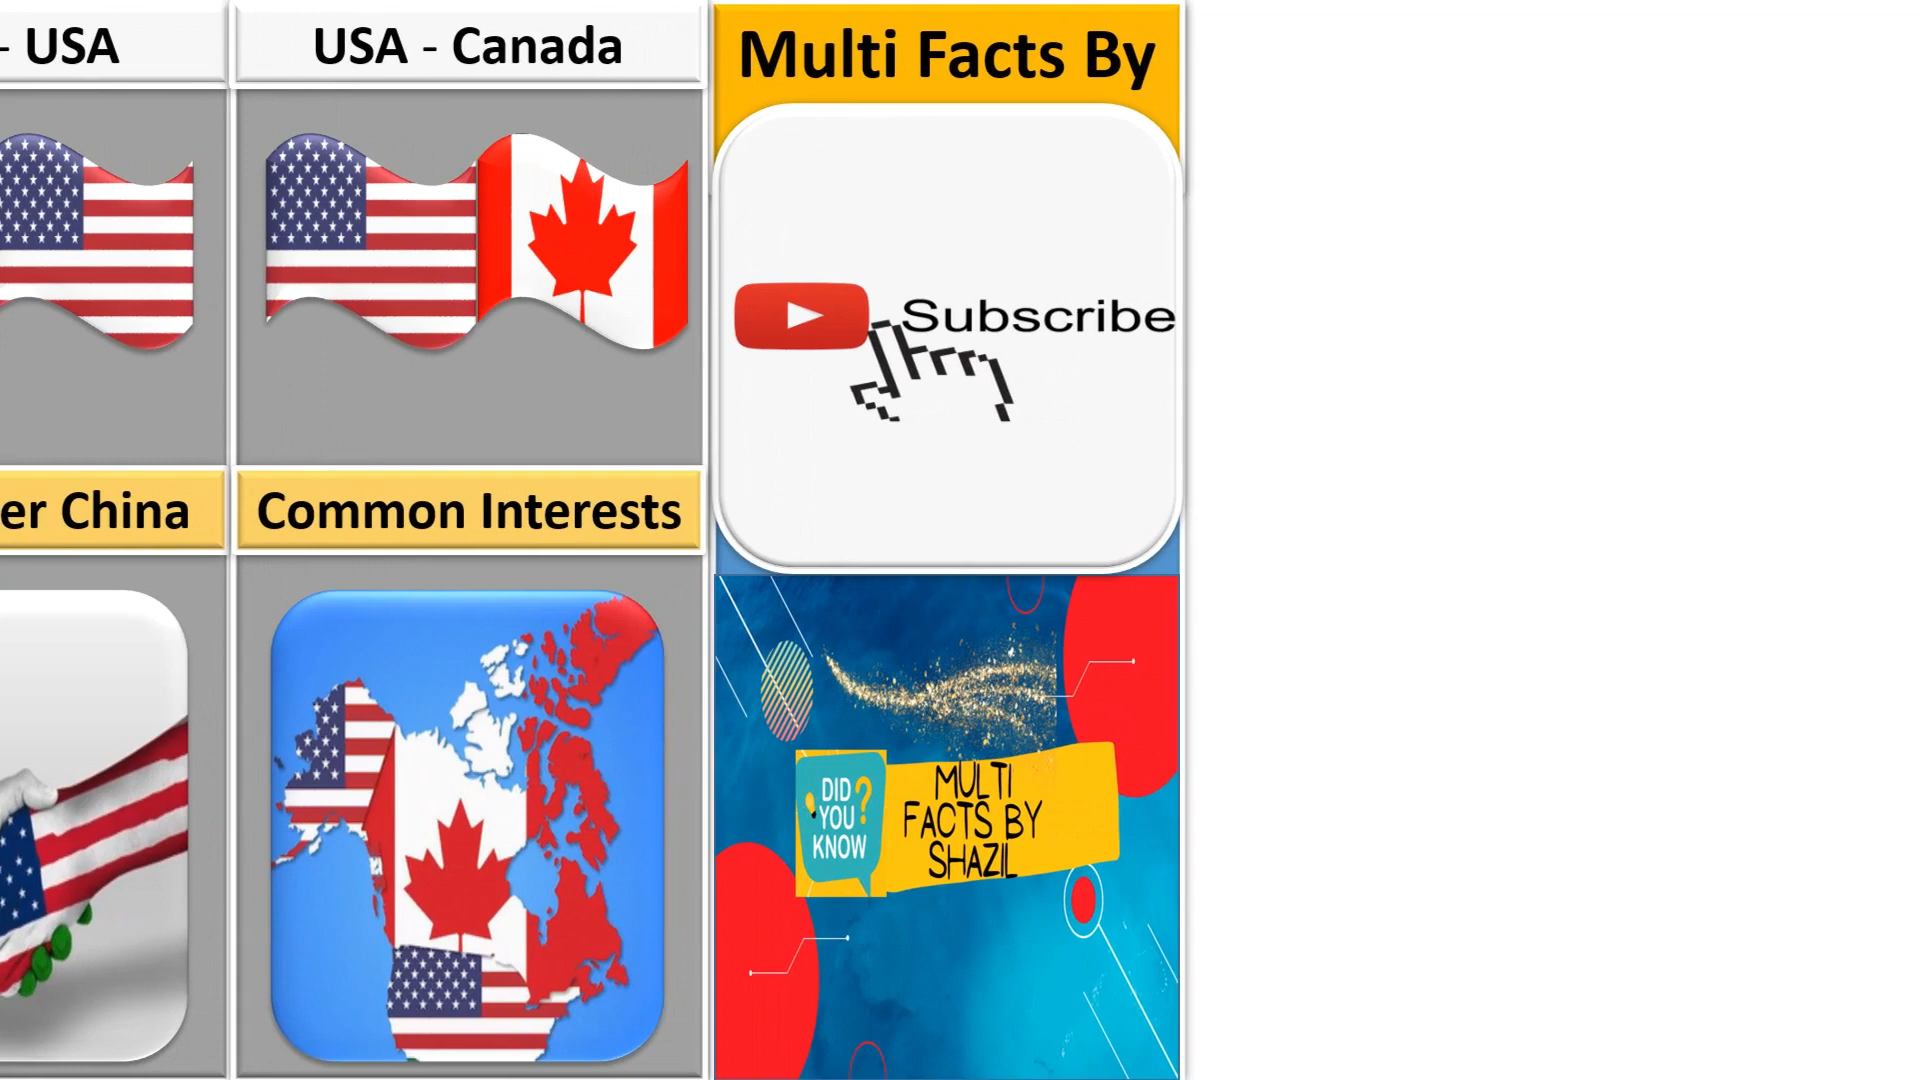 - USA
USA - Canada
Multi Facts By
Subscribe
er China
Common Interests
DID
YOU
KNOW
?
MULTI
FACTS BY
SHAZIL